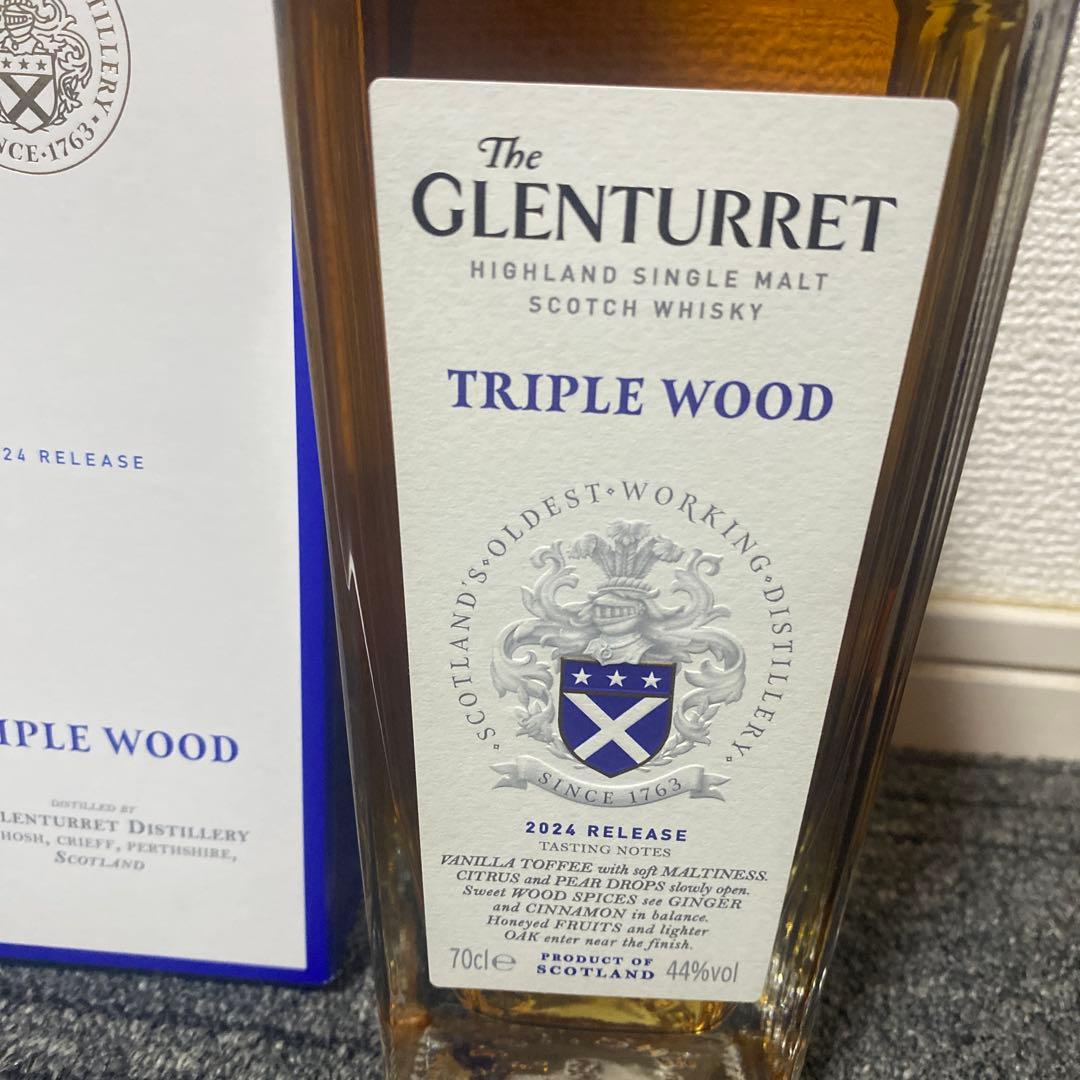 TILLERY
NCE·1763·
24 RELEASE
IPLE WOOD
DISTILLED BY
LENTURRET DISTILLERY
HOSH, CRIEFF, PERTHSHIRE,
SCOTLAND
The
GLENTURRET
HIGHLAND SINGLE MALT
SCOTCH WHISKY
TRIPLE WOOD
·SCOTLAND'S·OLDEST·WORKING·DISTILLERY·
SINCE 1763
2024 RELEASE
TASTING NOTES
VANILLA TOFFEE with soft MALTINESS.
CITRUS and PEAR DROPS slowly open.
Sweet WOOD SPICES see GINGER
and CINNAMON in balance.
Honeyed FRUITS and lighter
OAK enter near the finish.
70cl℮
PRODUCT OF
SCOTLAND
44%vol